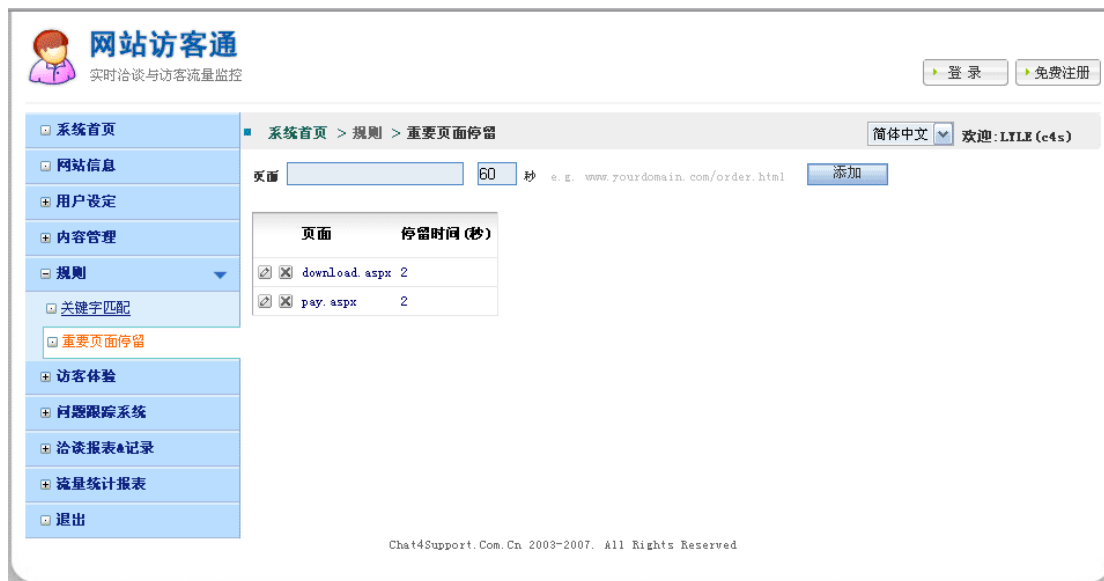 网站访客通
实时洽谈与访客流量监控
登 录
免费注册
系统首页
网站信息
用户设定
内容管理
规则
关键字匹配
重要页面停留
访客体验
问题跟踪系统
洽谈报表&记录
流量统计报表
退出
系统首页 > 规则 > 重要页面停留
简体中文 欢迎:LYLE(c4s)
页面 60 秒 e.g. www.yourdomain.com/order.html 添加
页面 停留时间(秒)
download.aspx 2
pay.aspx 2
Chat4Support.Com.Cn 2003-2007. All Rights Reserved